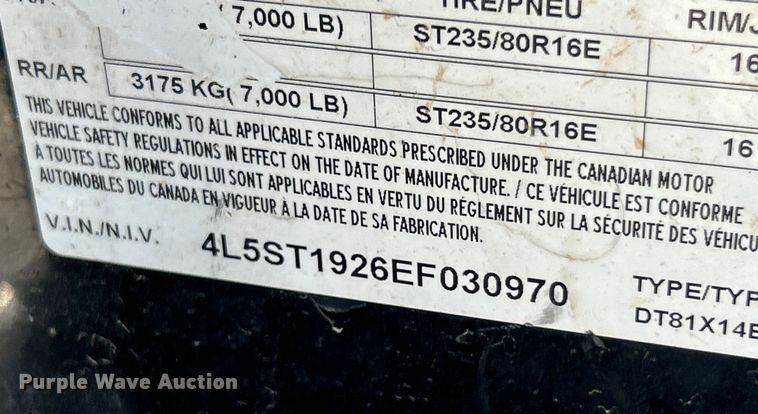 TIRE/PNEU RIM/J
7,000 LB) ST235/80R16E 16
RR/AR 3175 KG( 7,000 LB) ST235/80R16E 16
THIS VEHICLE CONFORMS TO ALL APPLICABLE STANDARDS PRESCRIBED UNDER THE CANADIAN MOTOR
VEHICLE SAFETY REGULATIONS IN EFFECT ON THE DATE OF MANUFACTURE. / CE VÉHICULE EST CONFORME
À TOUTES LES NORMES QUI LUI SONT APPLICABLES EN VERTU DU RÈGLEMENT SUR LA SÉCURITÉ DES VÉHICU
AUTOMOBILES DU CANADA EN VIGUEUR À LA DATE DE SA FABRICATION.
V.I.N./N.I.V. 4L5ST1926EF030970 TYPE/TYP
DT81X14E
Purple Wave Auction